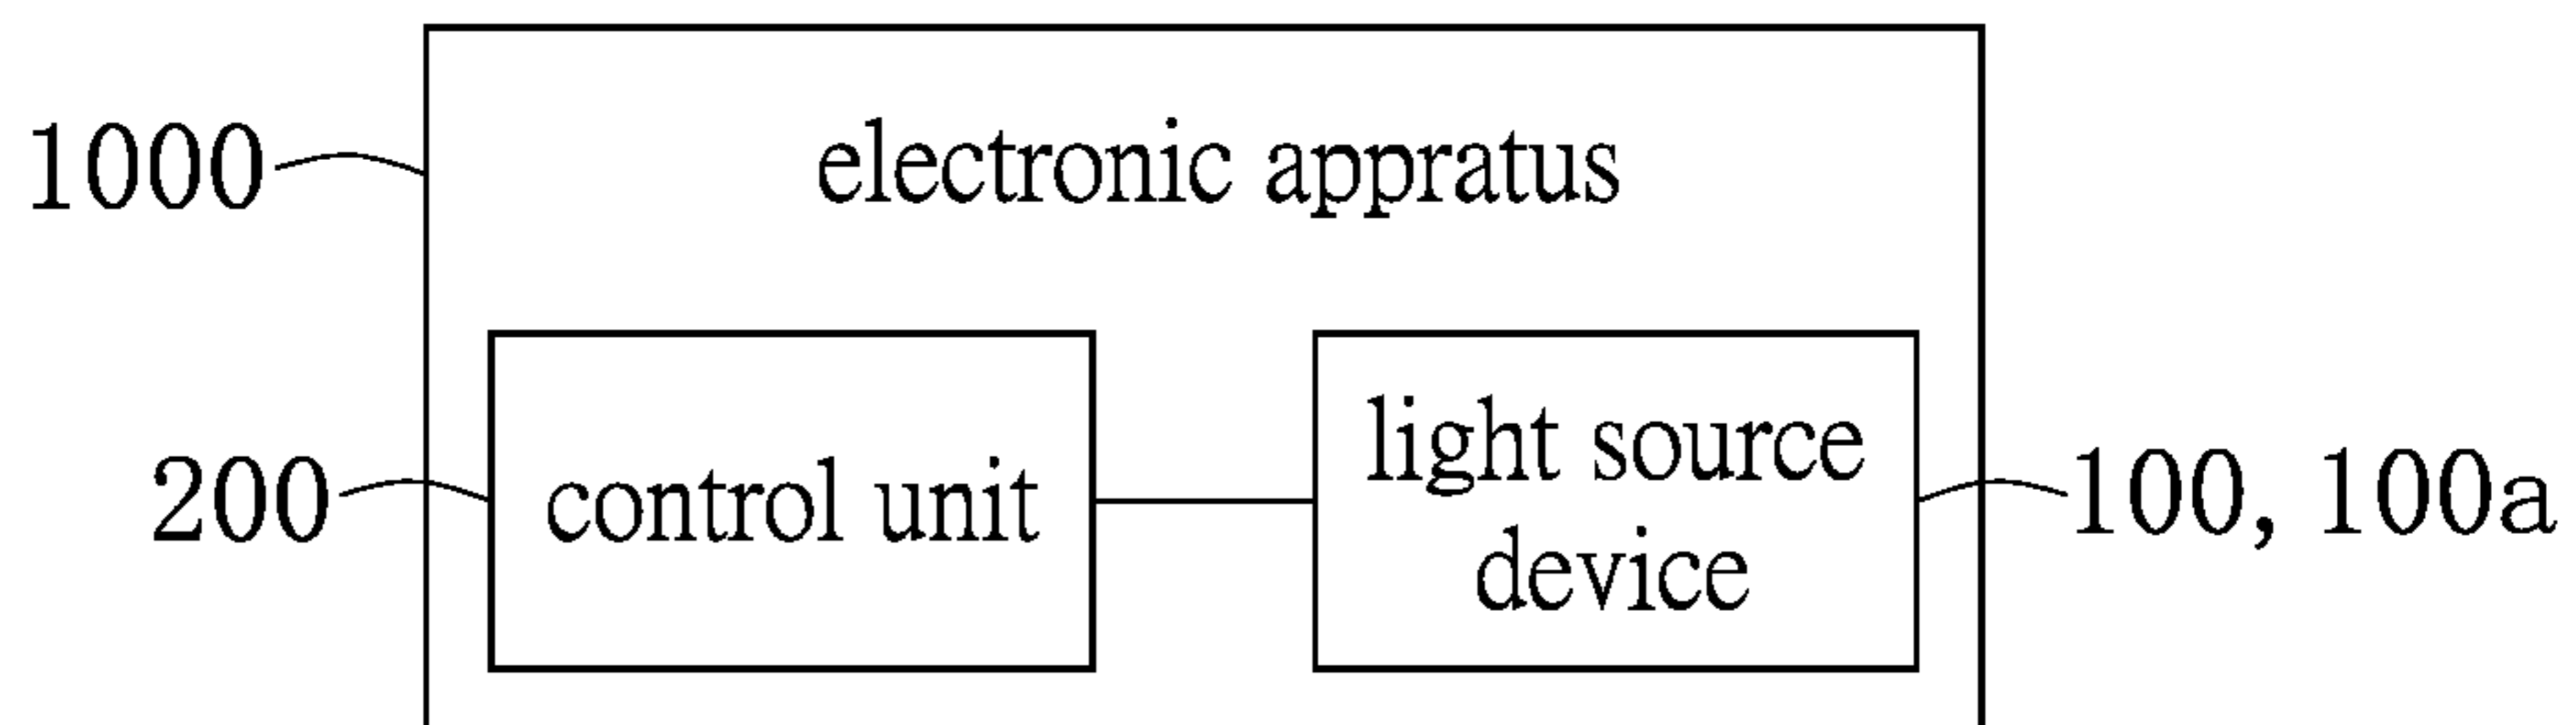 1000
electronic appratus
200
control unit
light source
device
100, 100a